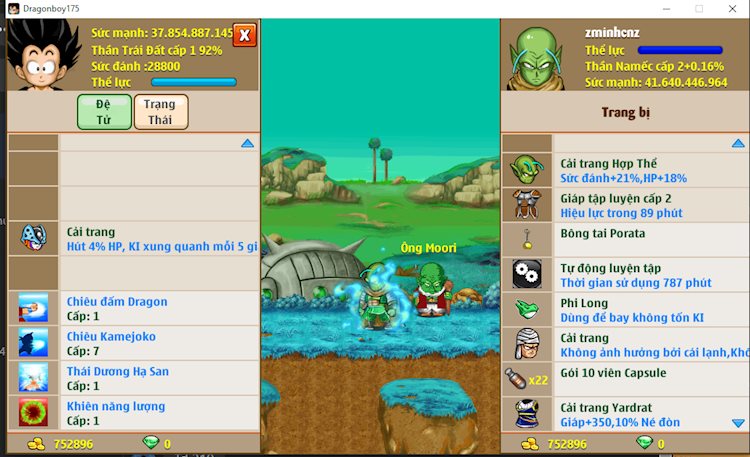 Dragonboy175
Sức mạnh: 37.854.887.145
Thần Trái Đất cấp 1 92%
Sức đánh :28800
Thể lực
X
Đệ
Tử
Trạng
Thái
Cải trang
Hút 4% HP, KI xung quanh mỗi 5 gi
Chiêu đấm Dragon
Cấp: 1
Chiêu Kamejoko
Cấp: 7
Thái Dương Hạ San
Cấp: 1
Khiên năng lượng
Cấp: 1
752896
0
Ông Moori
zminhcnz
Thể lực
Thần Namếc cấp 2+0.16%
Sức mạnh: 41.640.446.964
Trang bị
Cải trang Hợp Thể
Sức đánh+21%,HP+18%
Giáp tập luyện cấp 2
Hiệu lực trong 89 phút
Bông tai Porata
Tự động luyện tập
Thời gian sử dụng 787 phút
Phi Long
Dùng để bay không tốn KI
Cải trang
Không ảnh hưởng bởi cái lạnh,Khô
x22
Gói 10 viên Capsule
Cải trang Yardrat
Giáp+350,10% Né đòn
752896
0